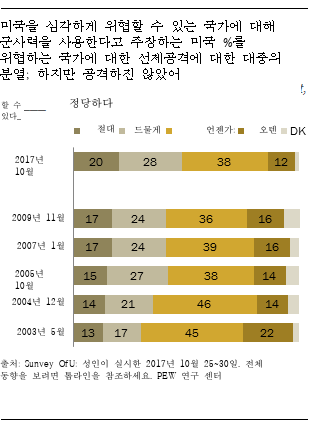 미국을 심각하게 위협할 수 있는 국가에 대해
군사력을 사용한다고 주장하는 미국 %를
위협하는 국가에 대한 선제공격에 대한 대중의
분열; 하지만 공격하진 않았어
할 수 ____ 정당하다
있다_
절대 드물게 언젠가: 오텐 DK
2017년
10월
20 28 38 12
2009년 11월 17 24 36 16
2007년 1월 17 24 39 16
2005년
10월
15 27 38 14
2004년 12월 14 21 46 14
2003년 5월 13 17 45 22
출처: Survey OfU: 성인이 실시한 2017년 10월 25~30일. 전체
동향을 보려면 톱라인을 참조하세요. PEW 연구 센터